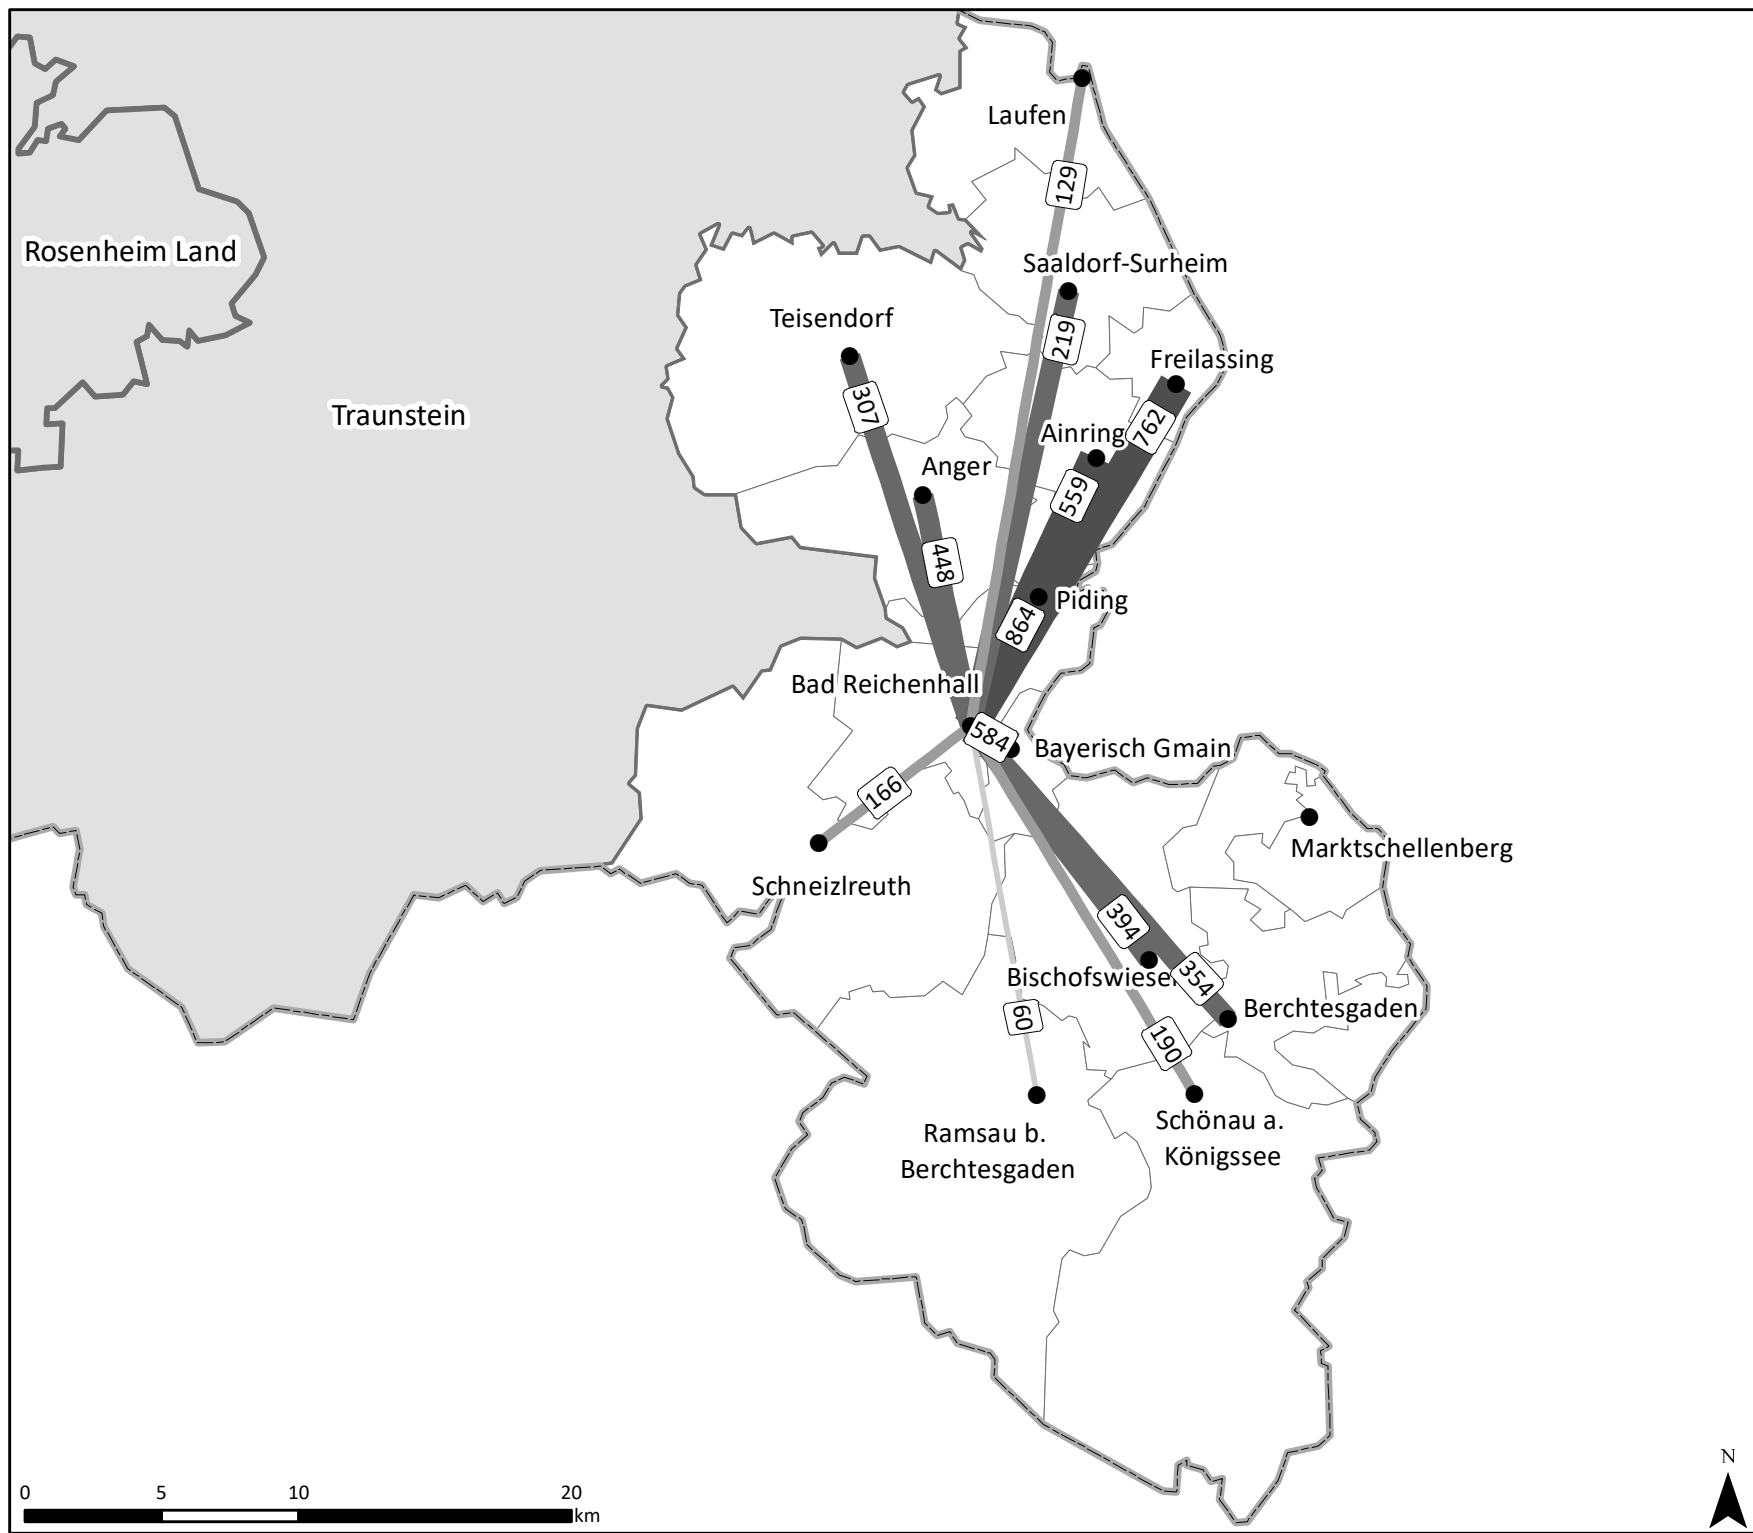 Laufen
129
Rosenheim Land
Saaldorf-Surheim
Teisendorf
219
Freilassing
307
Traunstein
762
Ainring
Anger
559
448
Piding
864
Bad Reichenhall
584
Bayerisch Gmain
166
Marktschellenberg
Schneizlreuth
394
Bischofswiese
354
Berchtesgaden
60
190
Schönau a.
Königssee
Ramsau b.
Berchtesgaden
N
0 5 10 20
km